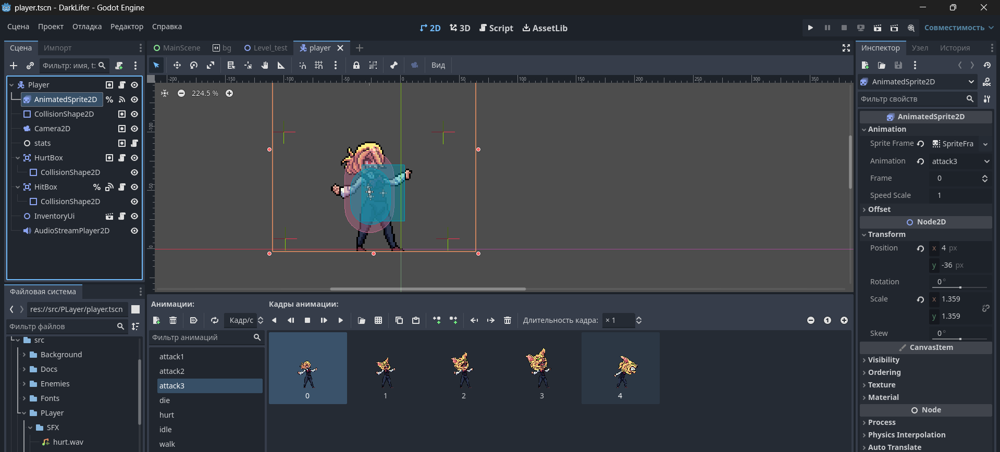 player.tscn - DarkLifer - Godot Engine
Сцена Проект Отладка Редактор Справка
2D 3D Script AssetLib
Совместимость
Сцена Импорт
Фильтр: имя, t:
Player
AnimatedSprite2D
CollisionShape2D
Camera2D
stats
HurtBox
CollisionShape2D
HitBox
CollisionShape2D
InventoryUi
AudioStreamPlayer2D
Файловая система
res://src/PLayer/player.tscn
Фильтр файлов
src
Background
Docs
Enemies
Fonts
PLayer
SFX
hurt.wav
MainScene bg Level_test player
Вид
-200 -150 -100 -50 0 50 100 150 200 250 300 350
-100
-50
0
224.5 %
Анимации:
Кадр/с
Фильтр анимаций
attack1
attack2
attack3
die
hurt
idle
walk
Кадры анимации:
Длительность кадра: × 1
0 1 2 3 4
Инспектор Узел История
AnimatedSprite2D
Фильтр свойств
AnimatedSprite2D
Animation
Sprite Frame SpriteFra
Animation attack3
Frame 0
Speed Scale 1
Offset
Node2D
Transform
Position x 4 px
y -36 px
Rotation 0 °
Scale x 1.359
y 1.359
Skew 0 °
CanvasItem
Visibility
Ordering
Texture
Material
Node
Process
Physics Interpolation
Auto Translate